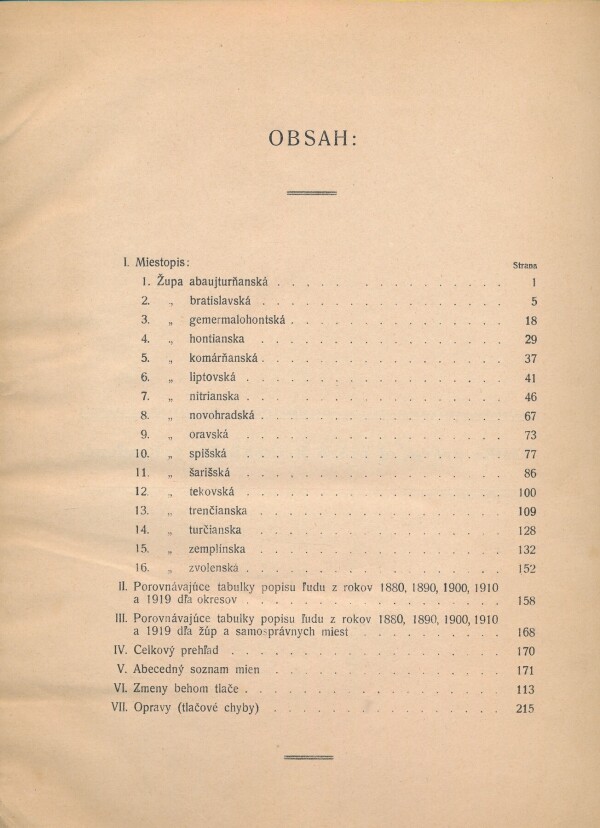 OBSAH:
I. Miestopis: Strana
1. Župa abaujturňanská . . . . . . . . . . . . 1
2. „ bratislavská . . . . . . . . . . . . 5
3. „ gemermalohontská . . . . . . . . . . . . 18
4. „ hontianska . . . . . . . . . . . . 29
5. „ komárňanská . . . . . . . . . . . . 37
6. „ liptovská . . . . . . . . . . . . 41
7. „ nitrianska . . . . . . . . . . . . 46
8. „ novohradská . . . . . . . . . . . . 67
9. „ oravská . . . . . . . . . . . . 73
10. „ spišská . . . . . . . . . . . . 77
11. „ šarišská . . . . . . . . . . . . 86
12. „ tekovská . . . . . . . . . . . . 100
13. „ trenčianska . . . . . . . . . . . . 109
14. „ turčianska . . . . . . . . . . . . 128
15. „ zemplínska . . . . . . . . . . . . 132
16. „ zvolenská . . . . . . . . . . . . 152
II. Porovnávajúce tabulky popisu ľudu z rokov 1880, 1890, 1900, 1910
a 1919 dľa okresov . . . . . . . . . . . . 158
III. Porovnávajúce tabulky popisu ľudu z rokov 1880, 1890, 1900, 1910
a 1919 dľa žúp a samosprávnych miest . . . . . . . 168
IV. Celkový prehľad . . . . . . . . . . . . 170
V. Abecedný soznam mien . . . . . . . . . . . . 171
VI. Zmeny behom tlače . . . . . . . . . . . . 113
VII. Opravy (tlačové chyby) . . . . . . . . . . . . 215